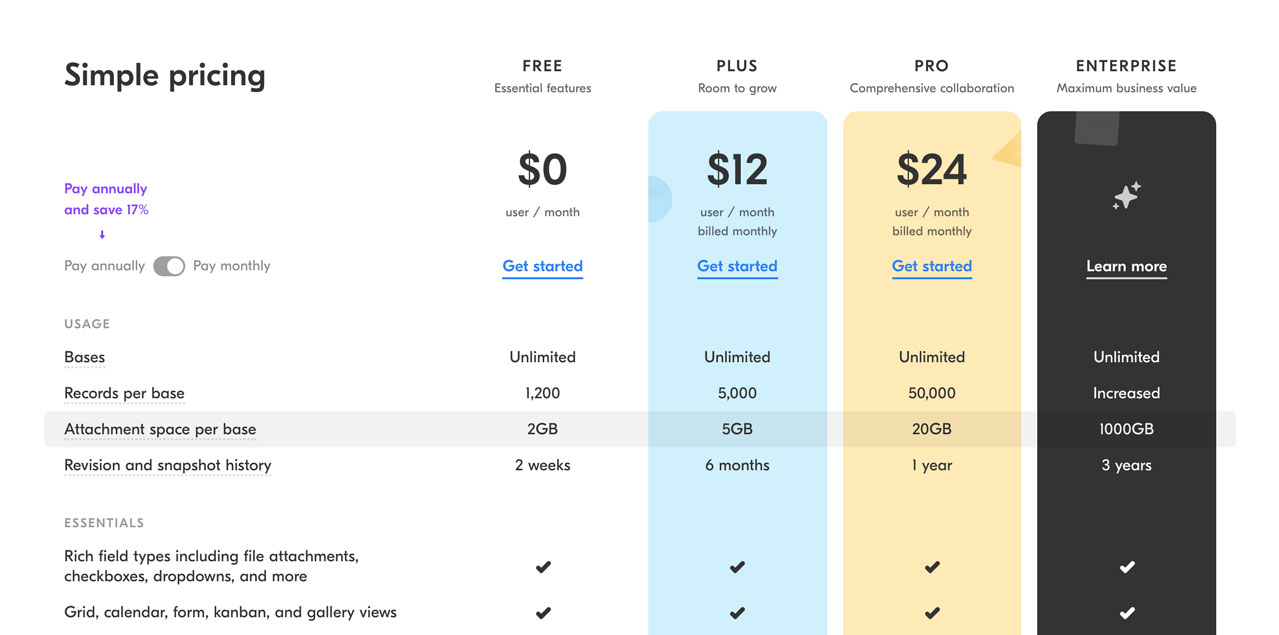 Simple pricing
FREE
Essential features
PLUS
Room to grow
PRO
Comprehensive collaboration
ENTERPRISE
Maximum business value
Pay annually
and save 17%
Pay annually
Pay monthly
$0
user / month
Get started
$12
user / month
billed monthly
Get started
$24
user / month
billed monthly
Get started
Learn more
USAGE
Bases Unlimited Unlimited Unlimited Unlimited
Records per base 1,200 5,000 50,000 Increased
Attachment space per base 2GB 5GB 20GB 1000GB
Revision and snapshot history 2 weeks 6 months 1 year 3 years
ESSENTIALS
Rich field types including file attachments,
checkboxes, dropdowns, and more
Grid, calendar, form, kanban, and gallery views